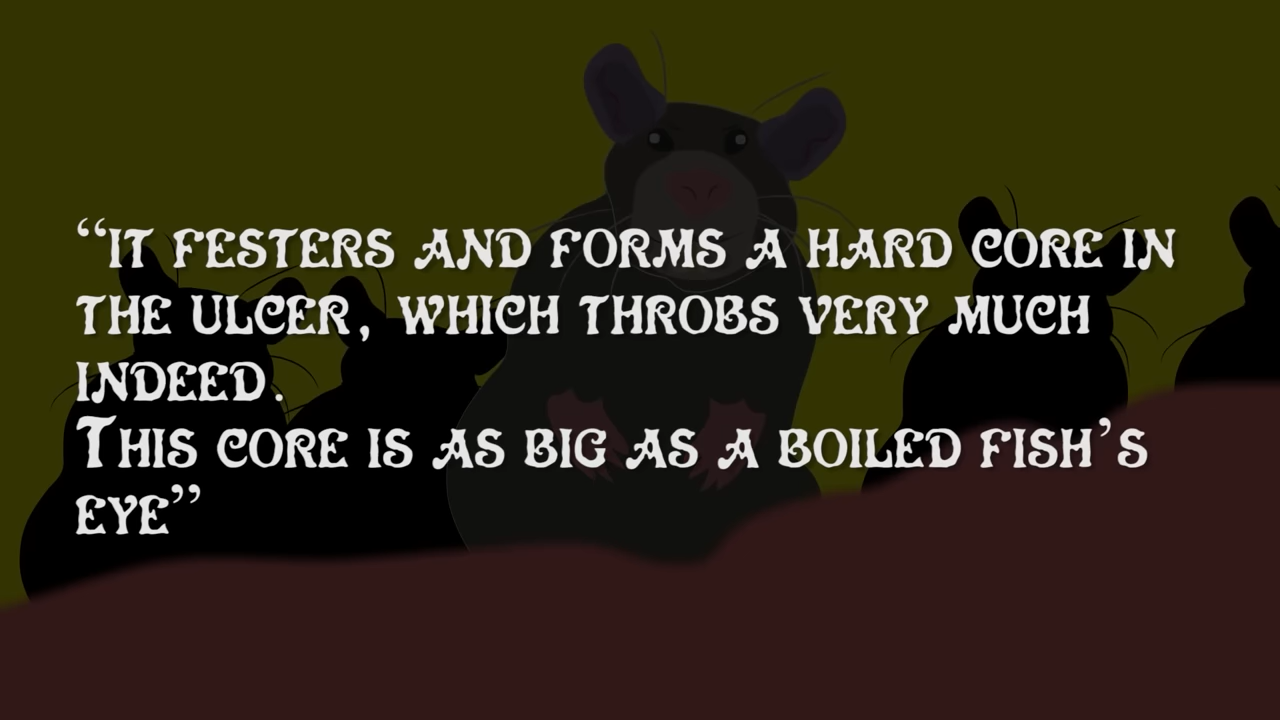 “IT FESTERS AND FORMS A HARD CORE IN
THE ULCER, WHICH THROBS VERY MUCH
INDEED.
THIS CORE IS AS BIG AS A BOILED FISH’S
EYE”